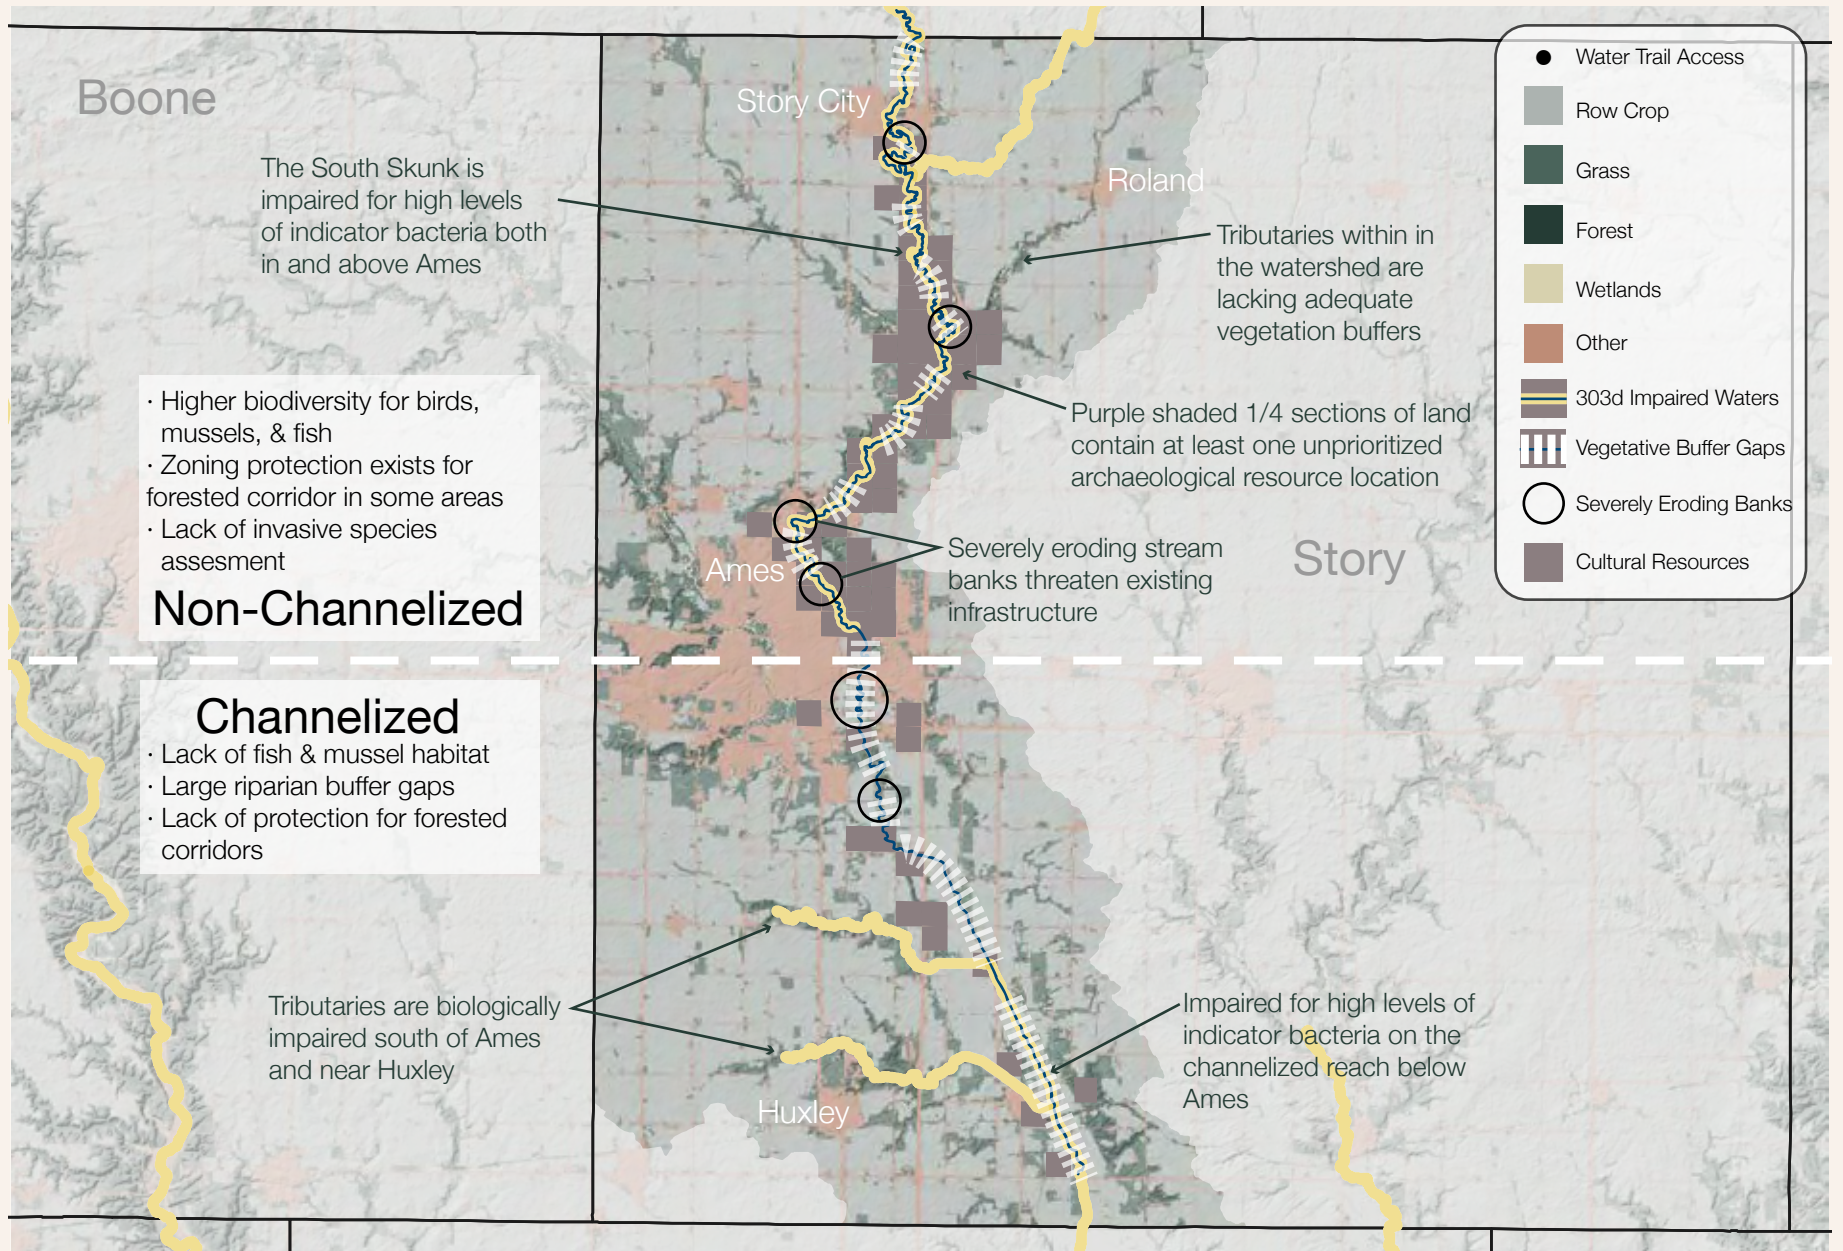 Boone
Story City
Roland
The South Skunk is
impaired for high levels
of indicator bacteria both
in and above Ames
Tributaries within in
the watershed are
lacking adequate
vegetation buffers
Purple shaded 1/4 sections of land
contain at least one unprioritized
archaeological resource location
· Higher biodiversity for birds,
mussels, & fish
· Zoning protection exists for
forested corridor in some areas
· Lack of invasive species
assesment
Non-Channelized
Ames
Severely eroding stream
banks threaten existing
infrastructure
Story
Channelized
· Lack of fish & mussel habitat
· Large riparian buffer gaps
· Lack of protection for forested
corridors
Tributaries are biologically
impaired south of Ames
and near Huxley
Huxley
Impaired for high levels of
indicator bacteria on the
channelized reach below
Ames
Water Trail Access
Row Crop
Grass
Forest
Wetlands
Other
303d Impaired Waters
Vegetative Buffer Gaps
Severely Eroding Banks
Cultural Resources